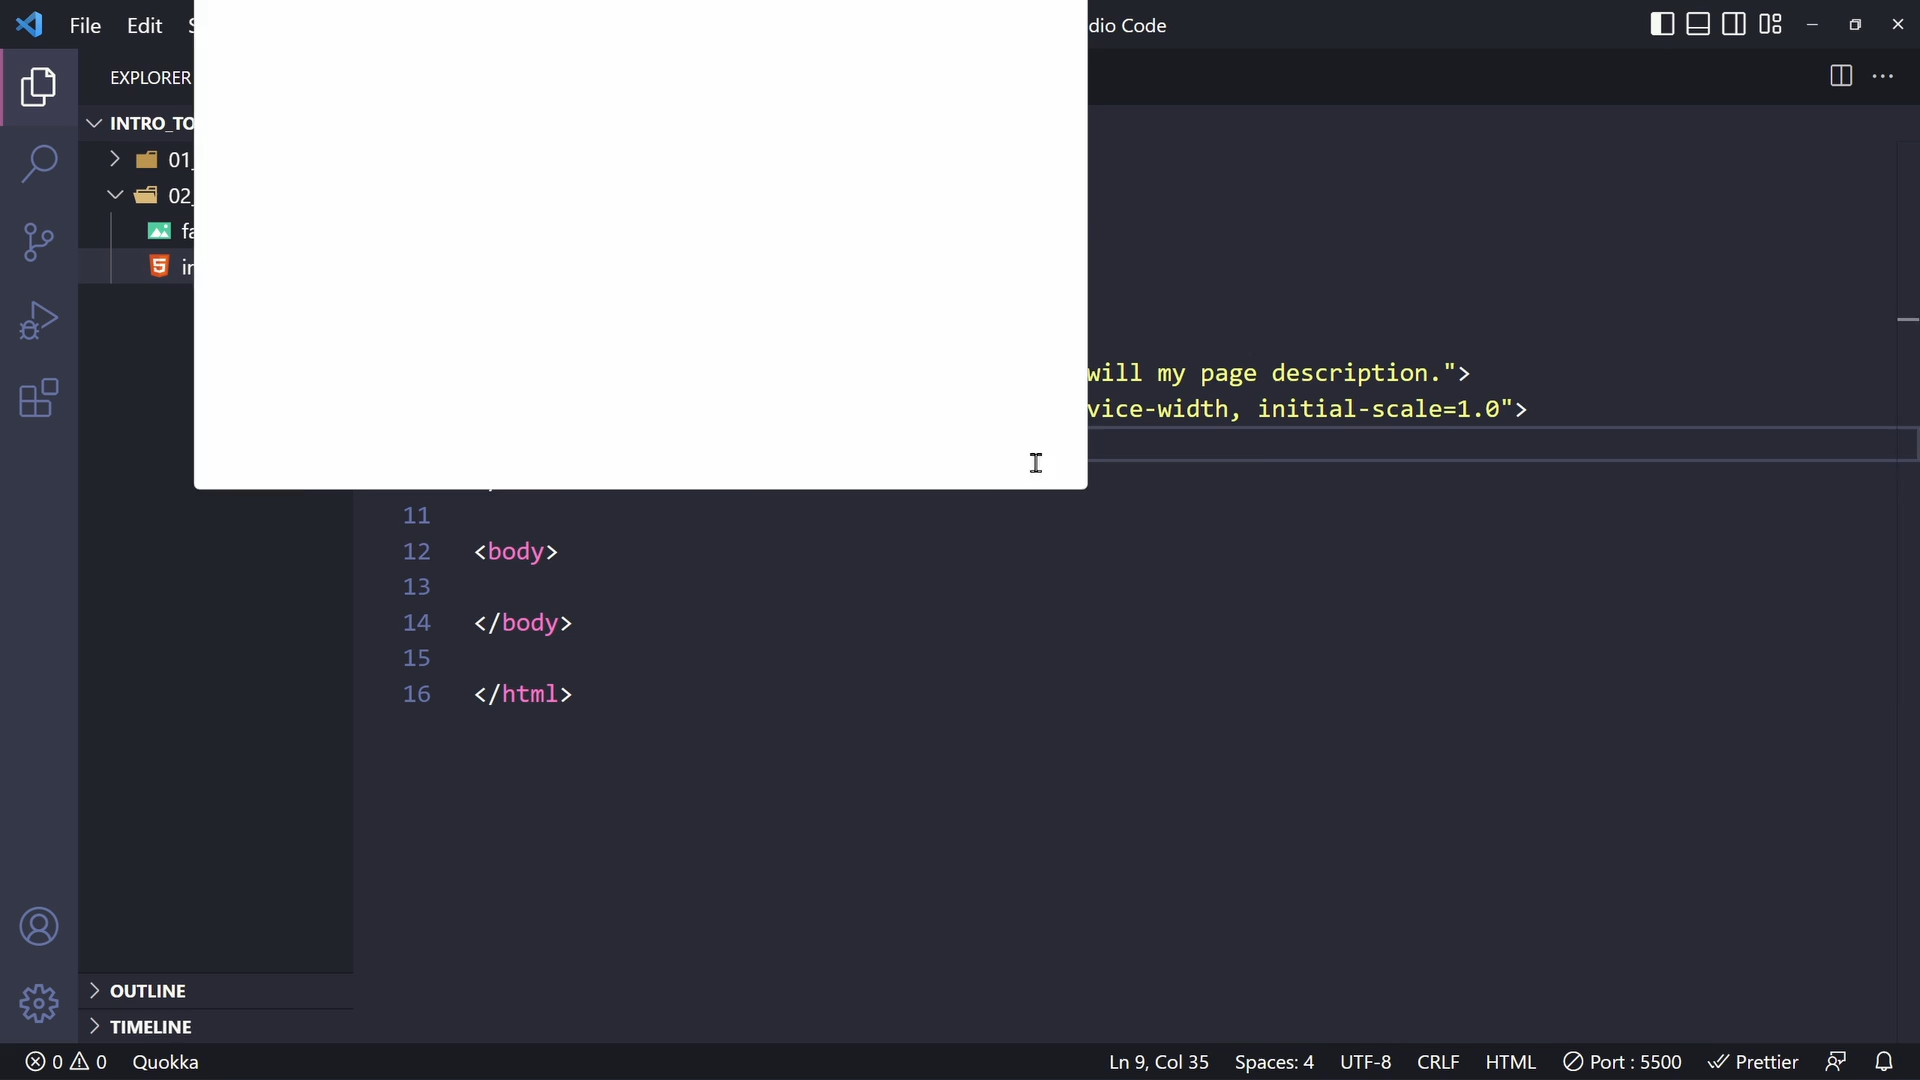 File Edit
dio Code
EXPLORER
INTRO_TO
01_
02_
will my page description.">
vice-width, initial-scale=1.0">
11
12 <body>
13
14 </body>
15
16 </html>
OUTLINE
TIMELINE
0 0 Quokka Ln 9, Col 35 Spaces: 4 UTF-8 CRLF HTML Port : 5500 Prettier